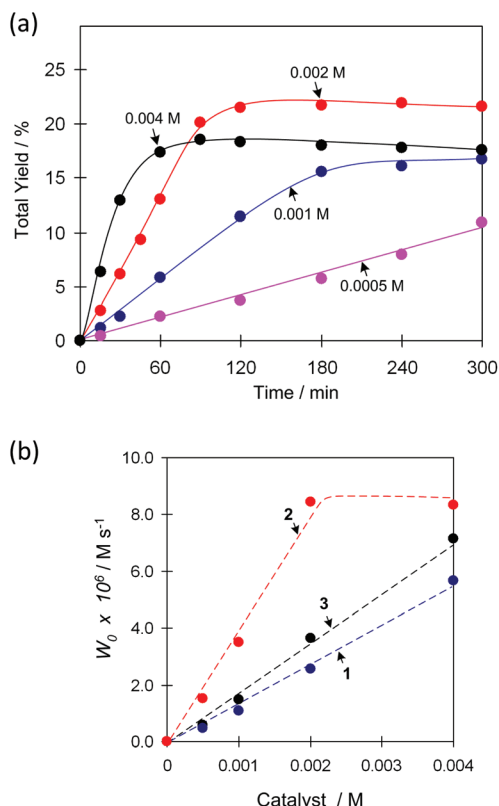 (a)
25
20
15
10
5
0
Total Yield / %
0.002 M
0.004 M
0.001 M
0.0005 M
0 60 120 180 240 300
Time / min
(b)
10.0
8.0
6.0
4.0
2.0
0.0
W₀ x 10⁶ / M s⁻¹
2
3
1
0 0.001 0.002 0.003 0.004
Catalyst / M